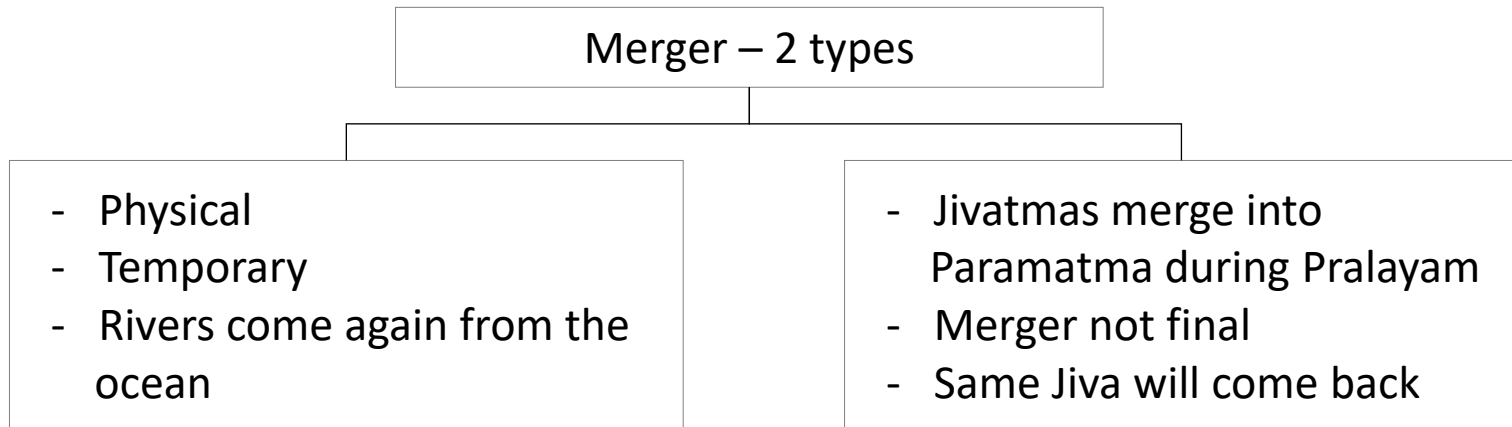 Merger – 2 types
- Physical
- Temporary
- Rivers come again from the
ocean
- Jivatmas merge into
Paramatma during Pralayam
- Merger not final
- Same Jiva will come back